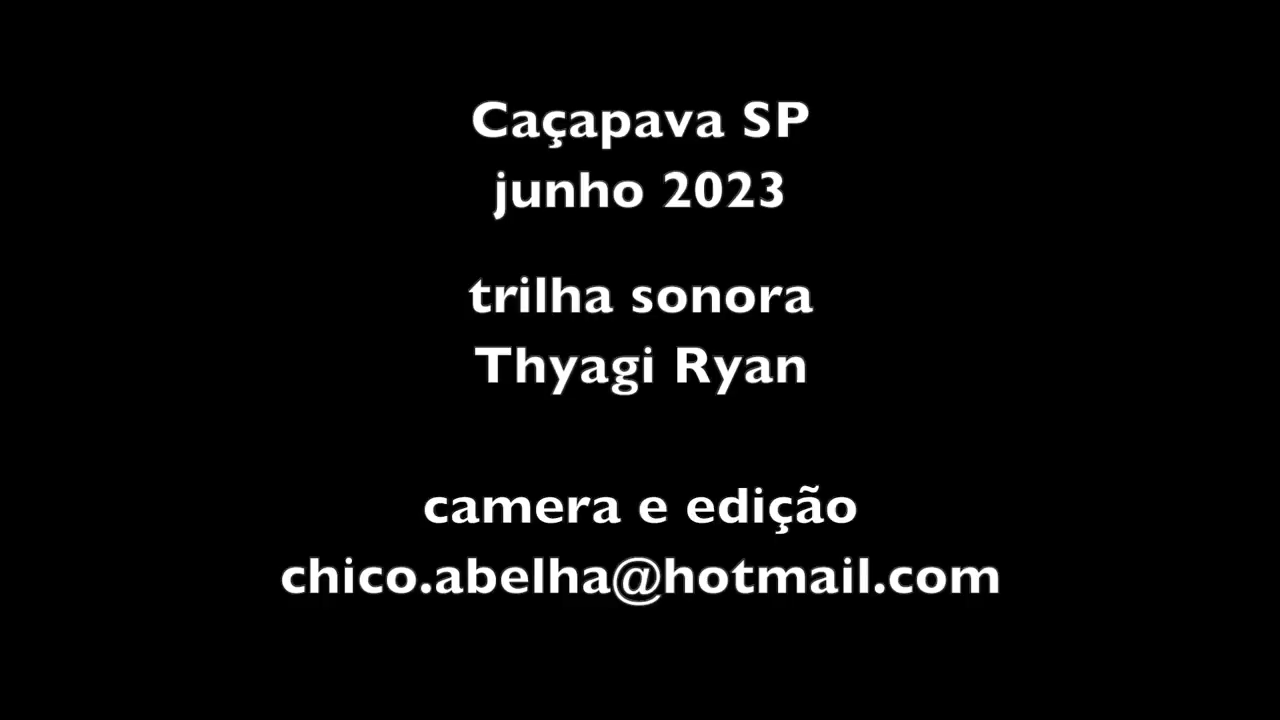 Caçapava SP
junho 2023
trilha sonora
Thyagi Ryan
camera e edição
chico.abelha@hotmail.com